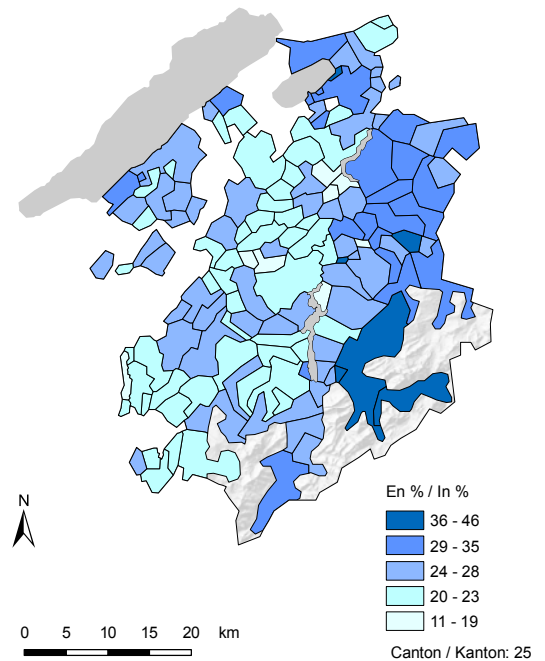 En % / In %
36 - 46
29 - 35
24 - 28
20 - 23
11 - 19
N
0 5 10 15 20 km
Canton / Kanton: 25